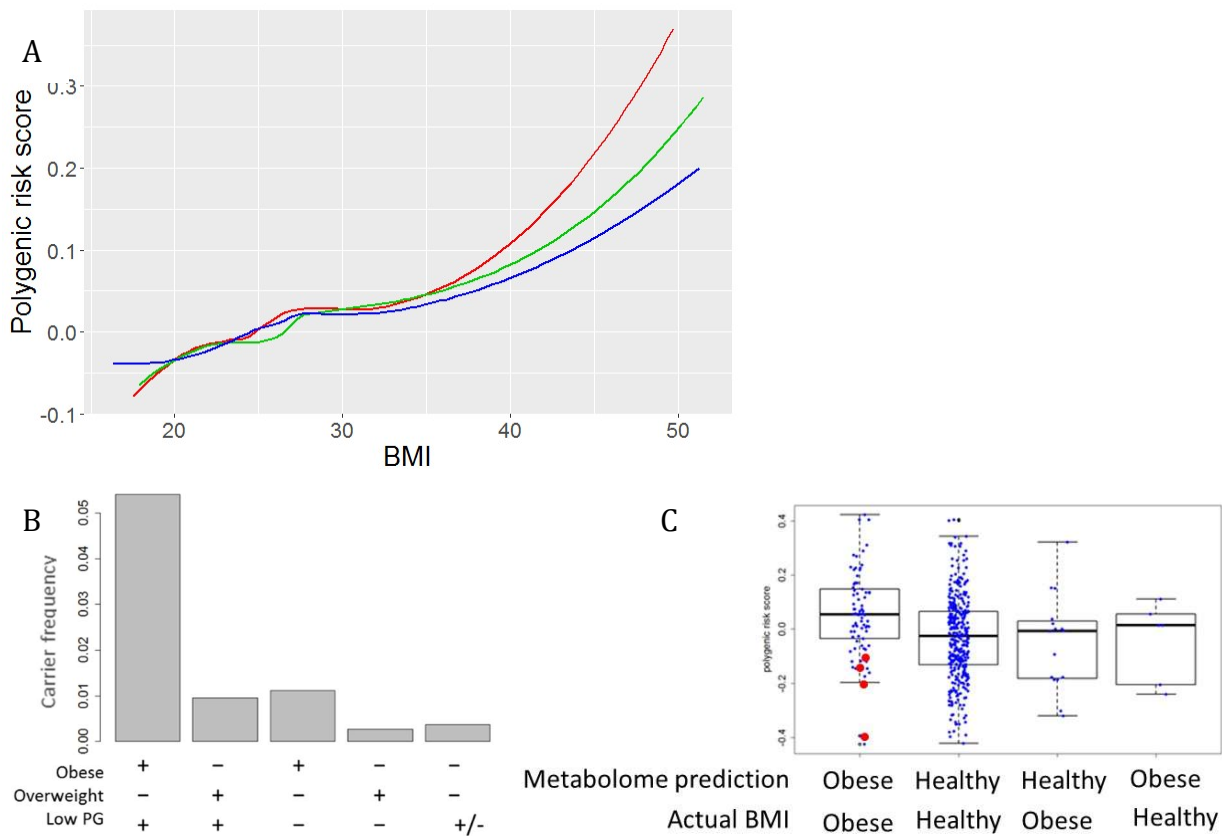 A
0.3
0.2
0.1
0.0
-0.1
Polygenic risk score
20 30 40 50
BMI
B
0.05
0.04
0.03
0.02
0.01
0.00
Carrier frequency
Obese + − + − −
Overweight − + − + −
Low PG + + − − +/-
C
0.4
0.2
0.0
-0.2
-0.4
polygenic risk score
Metabolome prediction Obese Healthy Healthy Obese
Actual BMI Obese Healthy Obese Healthy